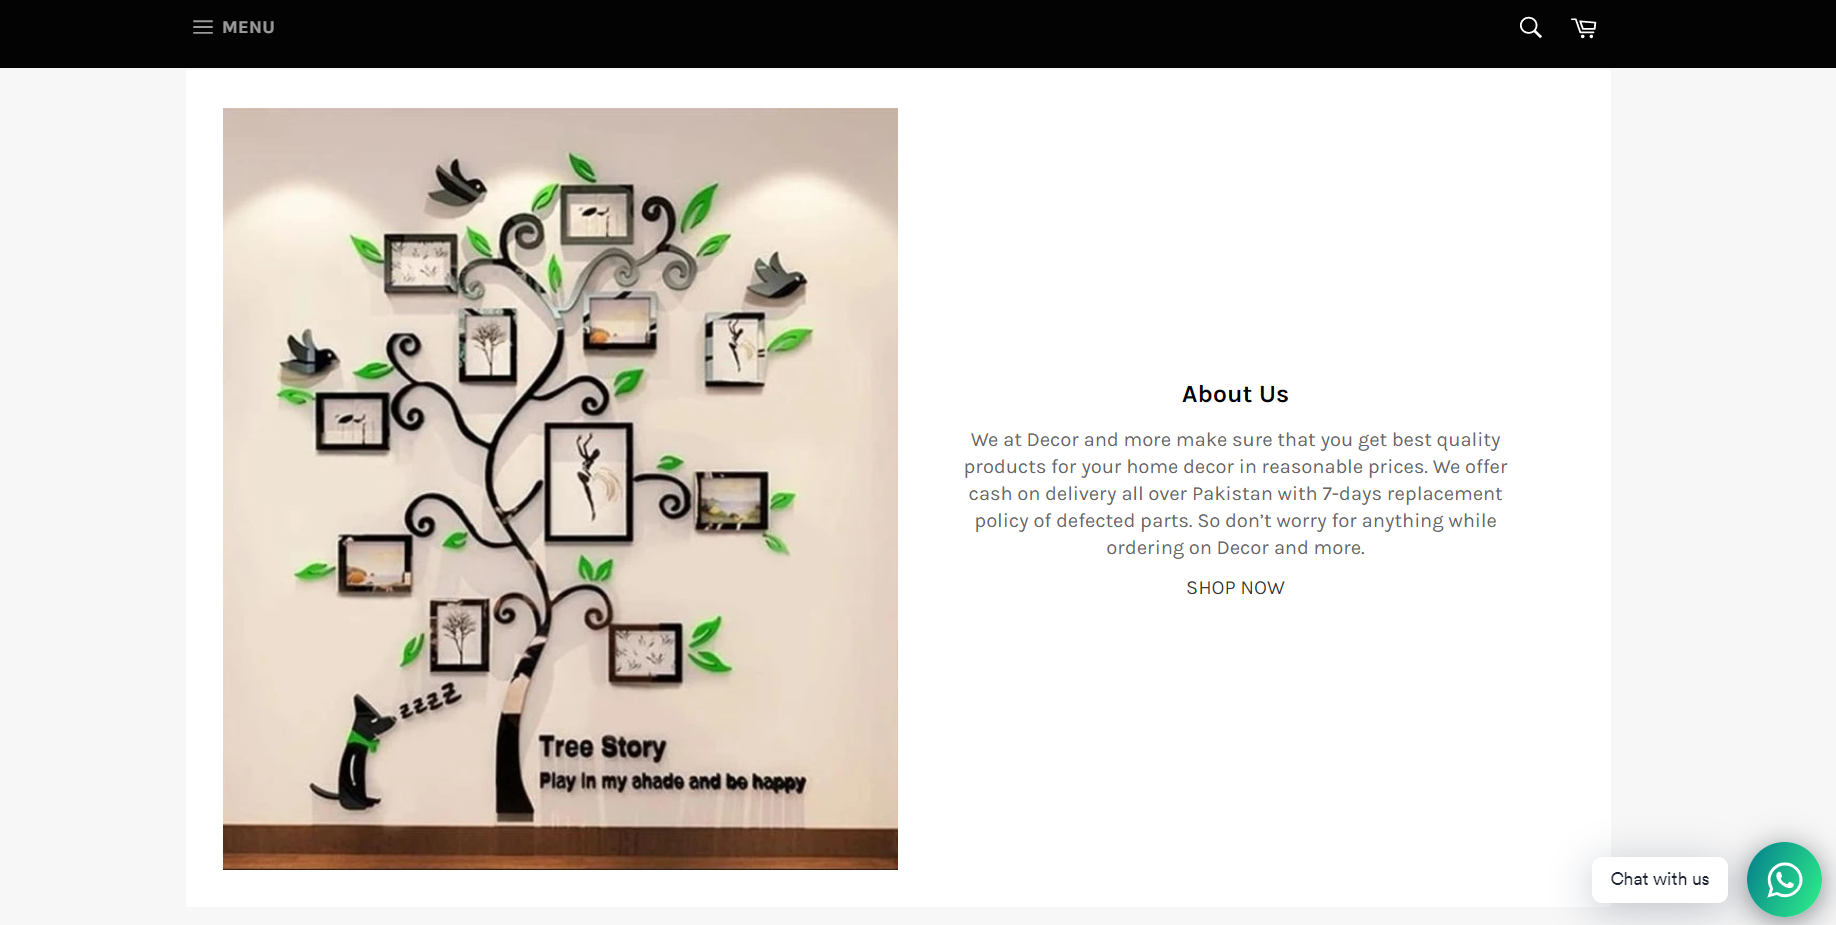 MENU
zzzz
Tree Story
Play in my ahade and be happy
About Us
We at Decor and more make sure that you get best quality
products for your home decor in reasonable prices. We offer
cash on delivery all over Pakistan with 7-days replacement
policy of defected parts. So don't worry for anything while
ordering on Decor and more.
SHOP NOW
Chat with us